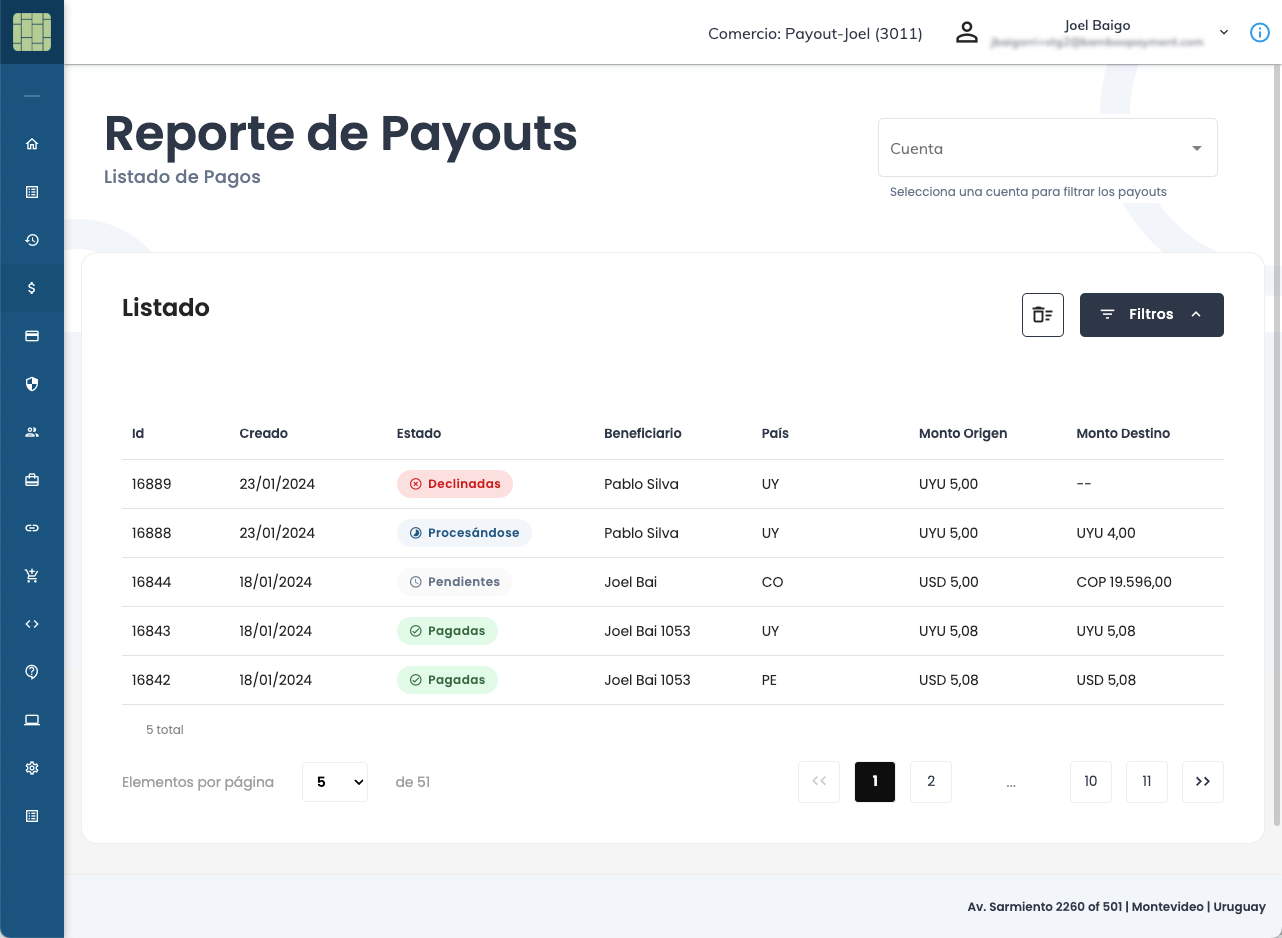 Comercio: Payout-Joel (3011)
Joel Baigo
Reporte de Payouts
Listado de Pagos
Cuenta
Selecciona una cuenta para filtrar los payouts
Listado
Filtros
Id Creado Estado Beneficiario País Monto Origen Monto Destino
16889 23/01/2024 Declinadas Pablo Silva UY UYU 5,00 --
16888 23/01/2024 Procesándose Pablo Silva UY UYU 5,00 UYU 4,00
16844 18/01/2024 Pendientes Joel Bai CO USD 5,00 COP 19.596,00
16843 18/01/2024 Pagadas Joel Bai 1053 UY UYU 5,08 UYU 5,08
16842 18/01/2024 Pagadas Joel Bai 1053 PE USD 5,08 USD 5,08
5 total
Elementos por página 5 de 51 << 1 2 ... 10 11 >>
Av. Sarmiento 2260 of 501 | Montevideo | Uruguay